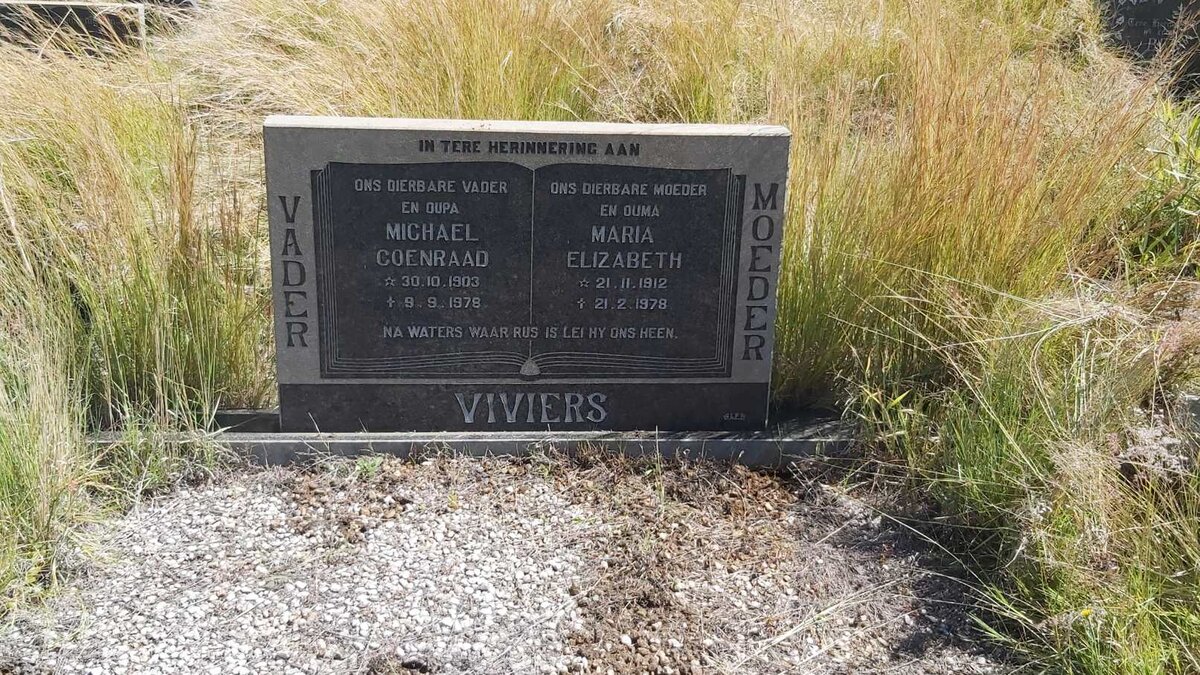 IN TERE HERINNERING AAN
VADER
ONS DIERBARE VADER
EN OUPA
MICHAEL
COENRAAD
☆ 30.10.1903
✝ 9.9.1978
ONS DIERBARE MOEDER
EN OUMA
MARIA
ELIZABETH
☆ 21.11.1912
✝ 21.2.1978
MOEDER
NA WATERS WAAR RUS IS LEI HY ONS HEEN.
VIVIERS